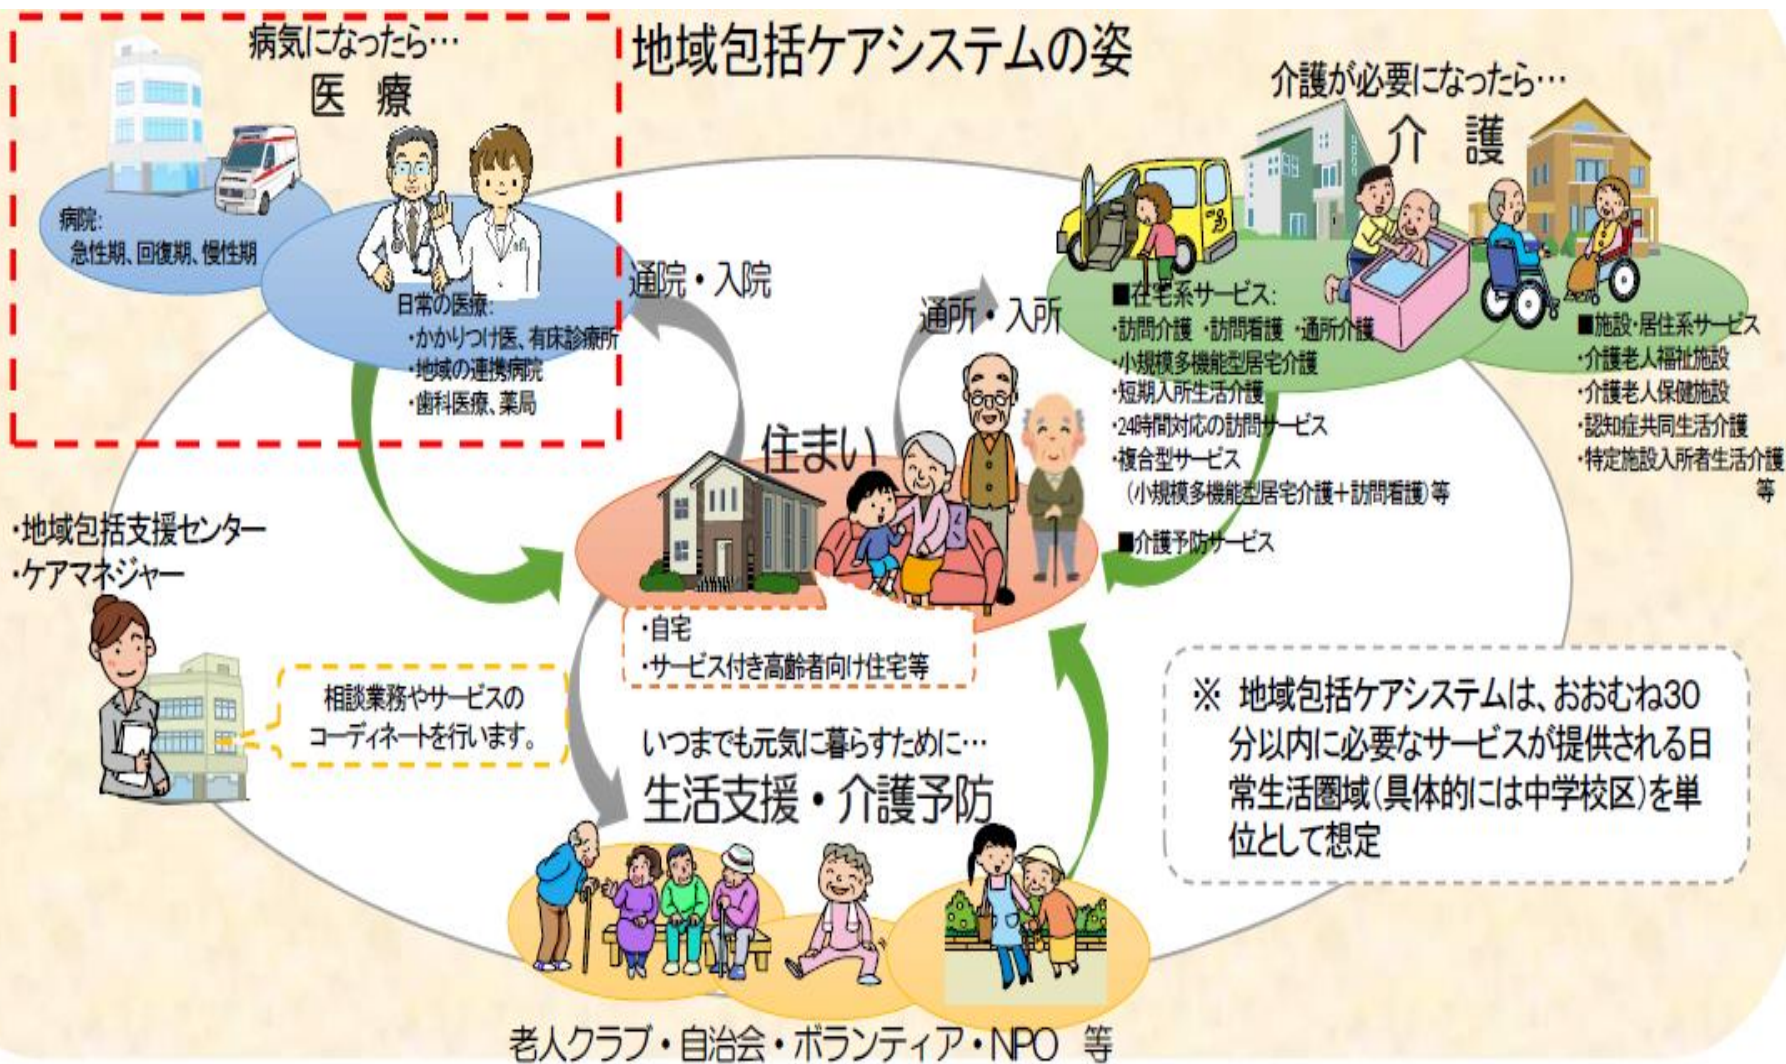 地域包括ケアシステムの姿
病気になったら…
医 療
病院:
急性期、回復期、慢性期
日常の医療:
・かかりつけ医、有床診療所
・地域の連携病院
・歯科医療、薬局
通院・入院
通所・入所
介護が必要になったら…
介 護
■在宅系サービス:
・訪問介護 ・訪問看護 ・通所介護
・小規模多機能型居宅介護
・短期入所生活介護
・24時間対応の訪問サービス
・複合型サービス
(小規模多機能型居宅介護+訪問看護)等
■介護予防サービス
■施設・居住系サービス
・介護老人福祉施設
・介護老人保健施設
・認知症共同生活介護
・特定施設入所者生活介護
等
住まい
・自宅
・サービス付き高齢者向け住宅等
・地域包括支援センター
・ケアマネジャー
相談業務やサービスの
コーディネートを行います。
いつまでも元気に暮らすために…
生活支援・介護予防
老人クラブ・自治会・ボランティア・NPO 等
※ 地域包括ケアシステムは、おおむね30
分以内に必要なサービスが提供される日
常生活圏域(具体的には中学校区)を単
位として想定